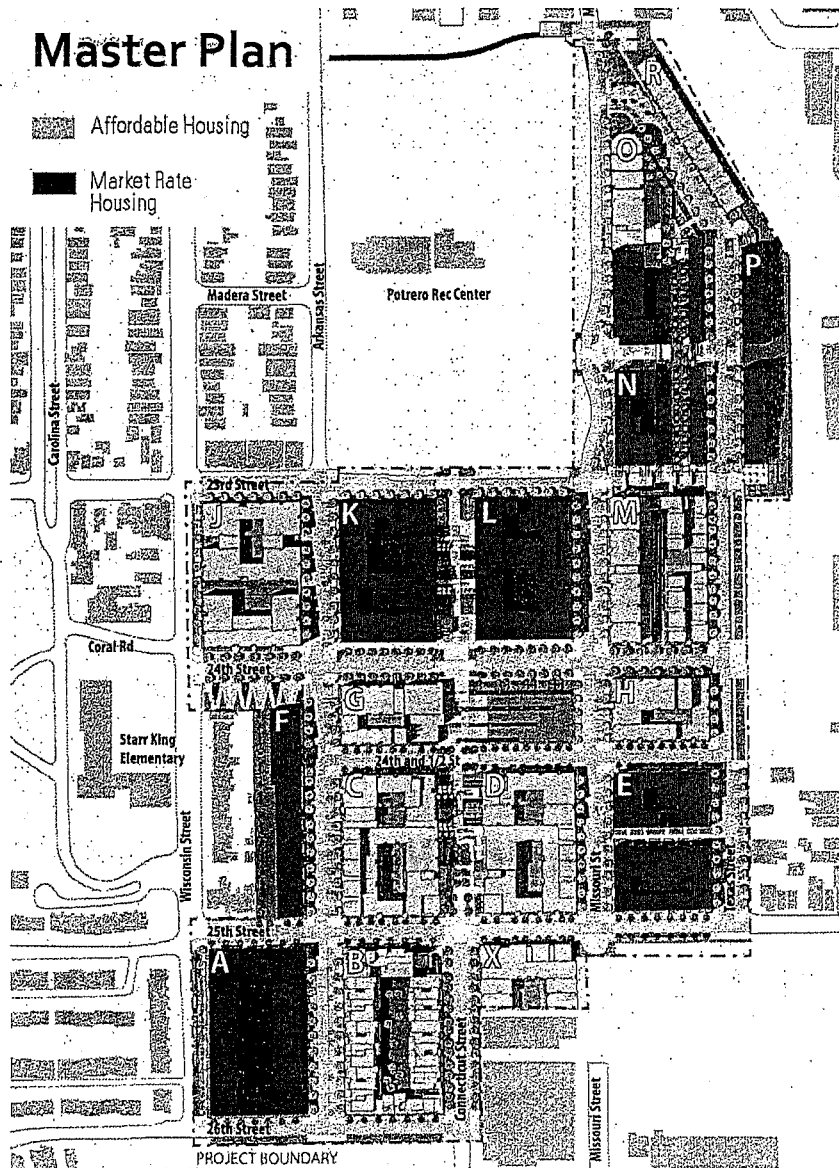 Master Plan
Affordable Housing
Market Rate
Housing
R
O
P
Madera Street
Arkansas Street
Potrero Rec Center
Carolina Street
N
23rd Street
J
K
L
M
Coral Rd
24th Street
F
G
H
Starr King
Elementary
24th and 1/2 St
C
D
E
Wisconsin Street
Missouri St
Texas Street
25th Street
A
B
X
Connecticut Street
Missouri Street
26th Street
PROJECT BOUNDARY